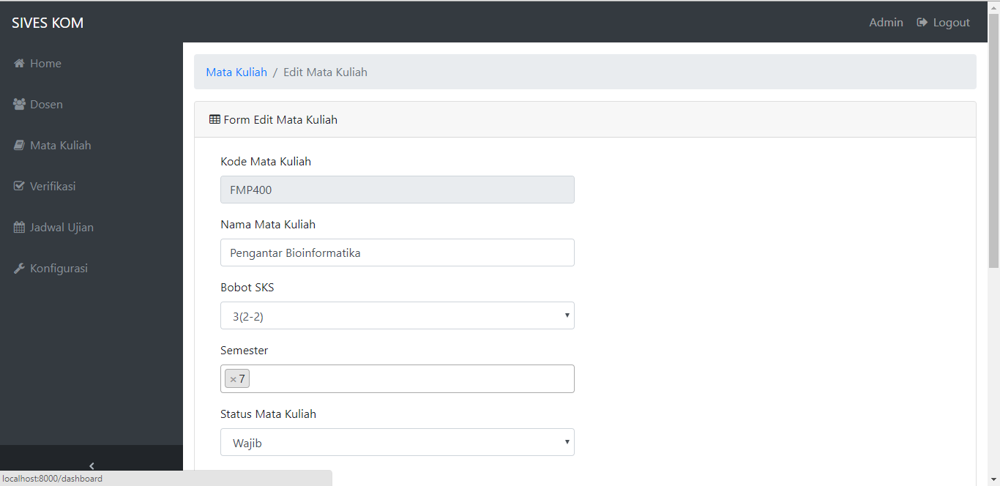 SIVES KOM
Admin Logout
Home
Dosen
Mata Kuliah
Verifikasi
Jadwal Ujian
Konfigurasi
Mata Kuliah / Edit Mata Kuliah
Form Edit Mata Kuliah
Kode Mata Kuliah
FMP400
Nama Mata Kuliah
Pengantar Bioinformatika
Bobot SKS
3(2-2)
Semester
×7
Status Mata Kuliah
Wajib
localhost:8000/dashboard